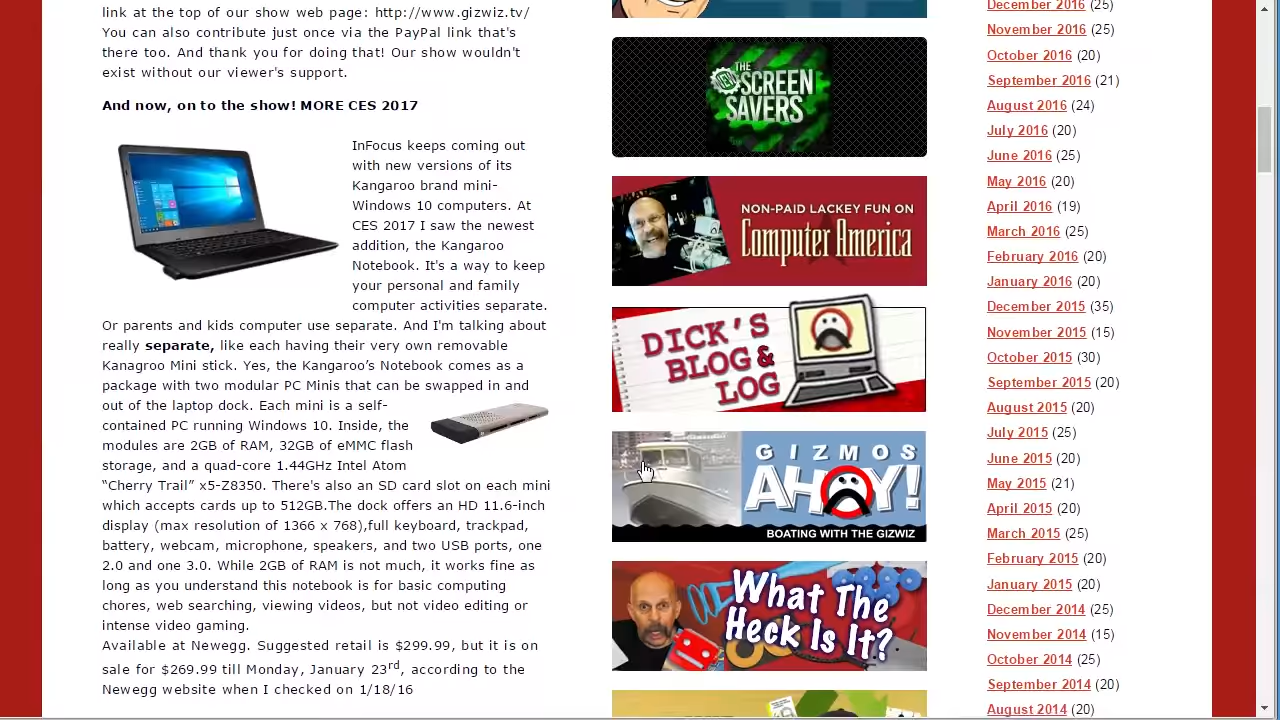 link at the top of our show web page: http://www.gizwiz.tv/
You can also contribute just once via the PayPal link that's
there too. And thank you for doing that! Our show wouldn't
exist without our viewer's support.
And now, on to the show! MORE CES 2017
InFocus keeps coming out
with new versions of its
Kangaroo brand mini-
Windows 10 computers. At
CES 2017 I saw the newest
addition, the Kangaroo
Notebook. It's a way to keep
your personal and family
computer activities separate.
Or parents and kids computer use separate. And I'm talking about
really separate, like each having their very own removable
Kanagroo Mini stick. Yes, the Kangaroo’s Notebook comes as a
package with two modular PC Minis that can be swapped in and
out of the laptop dock. Each mini is a self-
contained PC running Windows 10. Inside, the
modules are 2GB of RAM, 32GB of eMMC flash
storage, and a quad-core 1.44GHz Intel Atom
“Cherry Trail” x5-Z8350. There's also an SD card slot on each mini
which accepts cards up to 512GB.The dock offers an HD 11.6-inch
display (max resolution of 1366 x 768),full keyboard, trackpad,
battery, webcam, microphone, speakers, and two USB ports, one
2.0 and one 3.0. While 2GB of RAM is not much, it works fine as
long as you understand this notebook is for basic computing
chores, web searching, viewing videos, but not video editing or
intense video gaming.
Available at Newegg. Suggested retail is $299.99, but it is on
sale for $269.99 till Monday, January 23rd, according to the
Newegg website when I checked on 1/18/16
THE
NEW
SCREEN
SAVERS
NON-PAID LACKEY FUN ON
Computer America
DICK'S
BLOG &
LOG
GIZMOS
AHOY!
BOATING WITH THE GIZWIZ
What The
Heck Is It?
December 2016 (25)
November 2016 (25)
October 2016 (20)
September 2016 (21)
August 2016 (24)
July 2016 (20)
June 2016 (25)
May 2016 (20)
April 2016 (19)
March 2016 (25)
February 2016 (20)
January 2016 (20)
December 2015 (35)
November 2015 (15)
October 2015 (30)
September 2015 (20)
August 2015 (20)
July 2015 (25)
June 2015 (20)
May 2015 (21)
April 2015 (20)
March 2015 (25)
February 2015 (20)
January 2015 (20)
December 2014 (25)
November 2014 (15)
October 2014 (25)
September 2014 (20)
August 2014 (20)